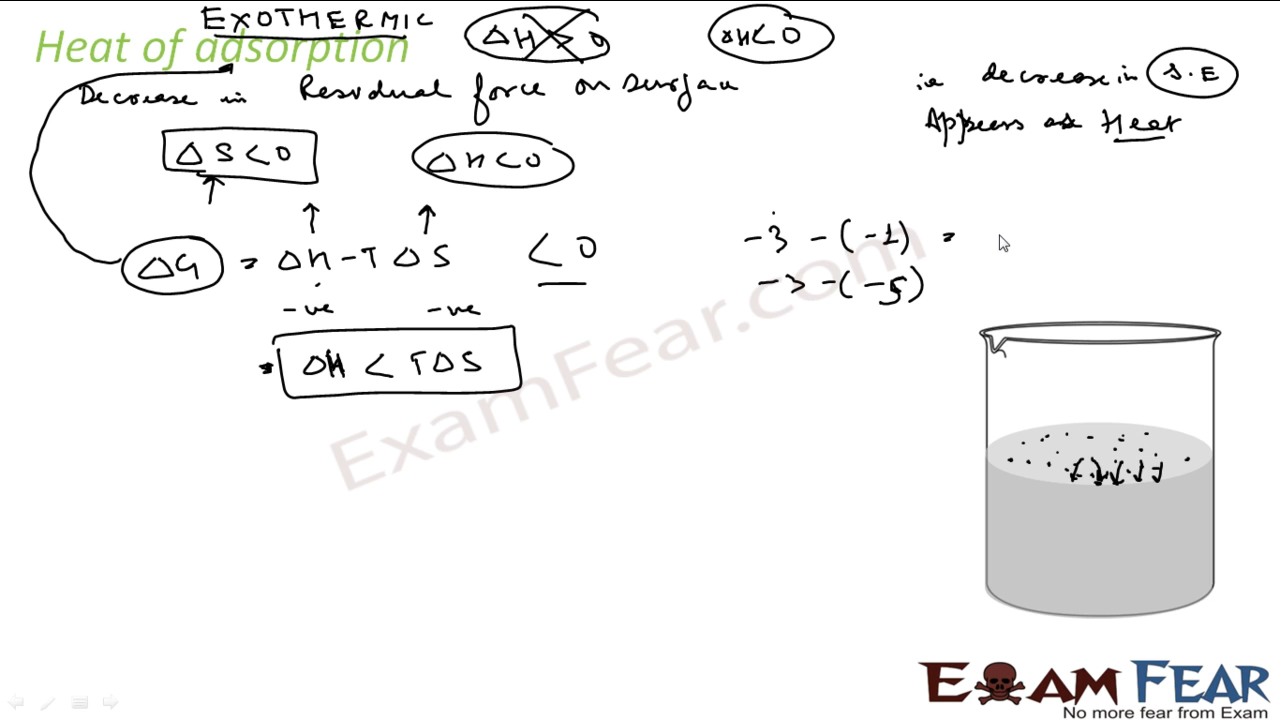 EXOTHERMIC ΔH > 0 ΔH < 0
Heat of adsorption
Decrease in Residual force on surfau
ie decrease in S.E
Appears as Heat
ΔS < 0 ΔH < 0
ΔG = ΔH - TΔS < 0
-ve -ve
= ΔH < TΔS
-3 - (-1) =
-3 - (-5)
ExamFear.com
EXAM FEAR
No more fear from Exam